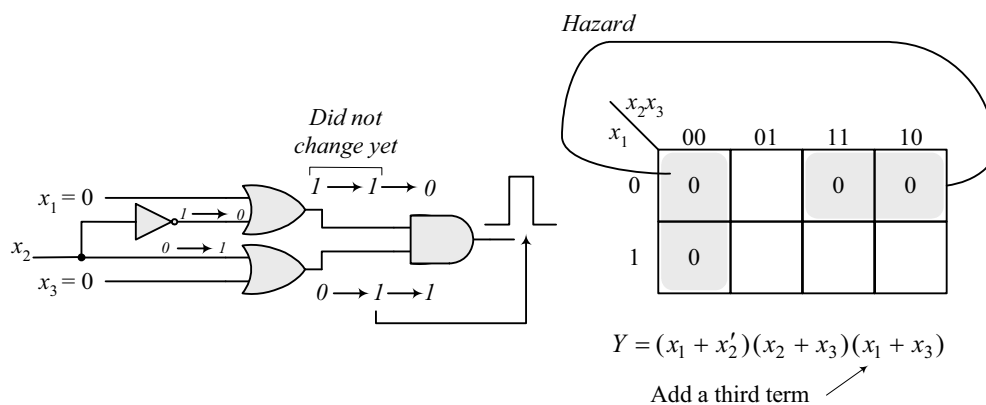 Hazard
x₂x₃
x₁
00 01 11 10
0 0 0 0
1 0
Did not
change yet
1 → 1 → 0
x₁ = 0
1 → 0
x₂
0 → 1
x₃ = 0
0 → 1 → 1
Y = (x₁ + x₂′)(x₂ + x₃)(x₁ + x₃)
Add a third term